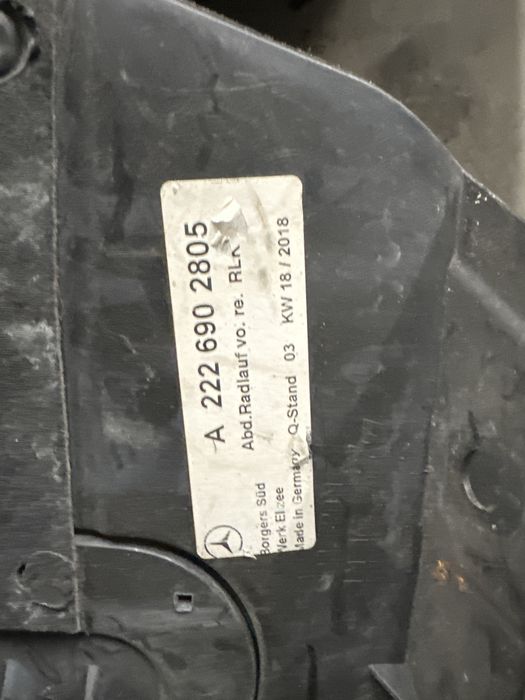 A 222 690 2805
Abd.Radlauf vo. re. RLK
Borgers Süd
Werk Elzee
Made in Germany Q-Stand 03 KW 18 / 2018